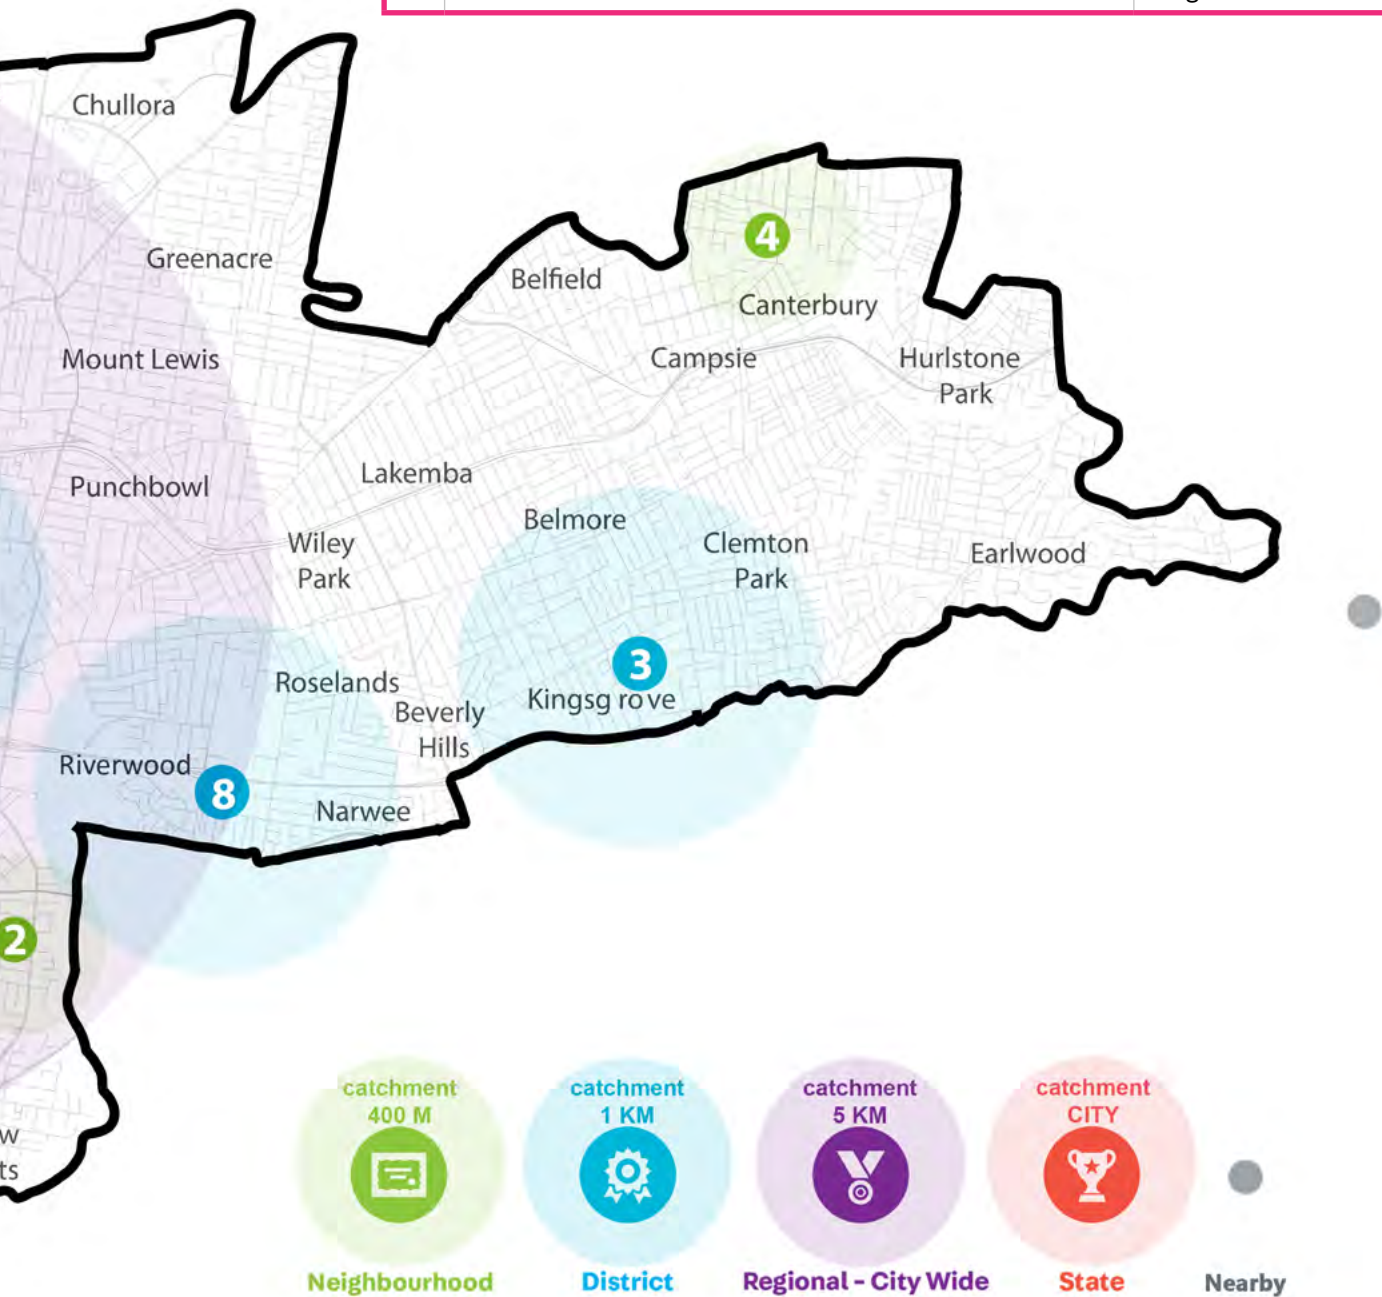 Chullora
4
Greenacre
Belfield
Canterbury
Mount Lewis
Campsie
Hurlstone
Park
Lakemba
Punchbowl
Belmore
Wiley
Park
Clemton
Park
Earlwood
3
Roselands
Kingsg ro ve
Beverly
Hills
Riverwood
8
Narwee
2
w
ts
catchment
400 M
catchment
1 KM
catchment
5 KM
catchment
CITY
Neighbourhood
District
Regional - City Wide
State
Nearby